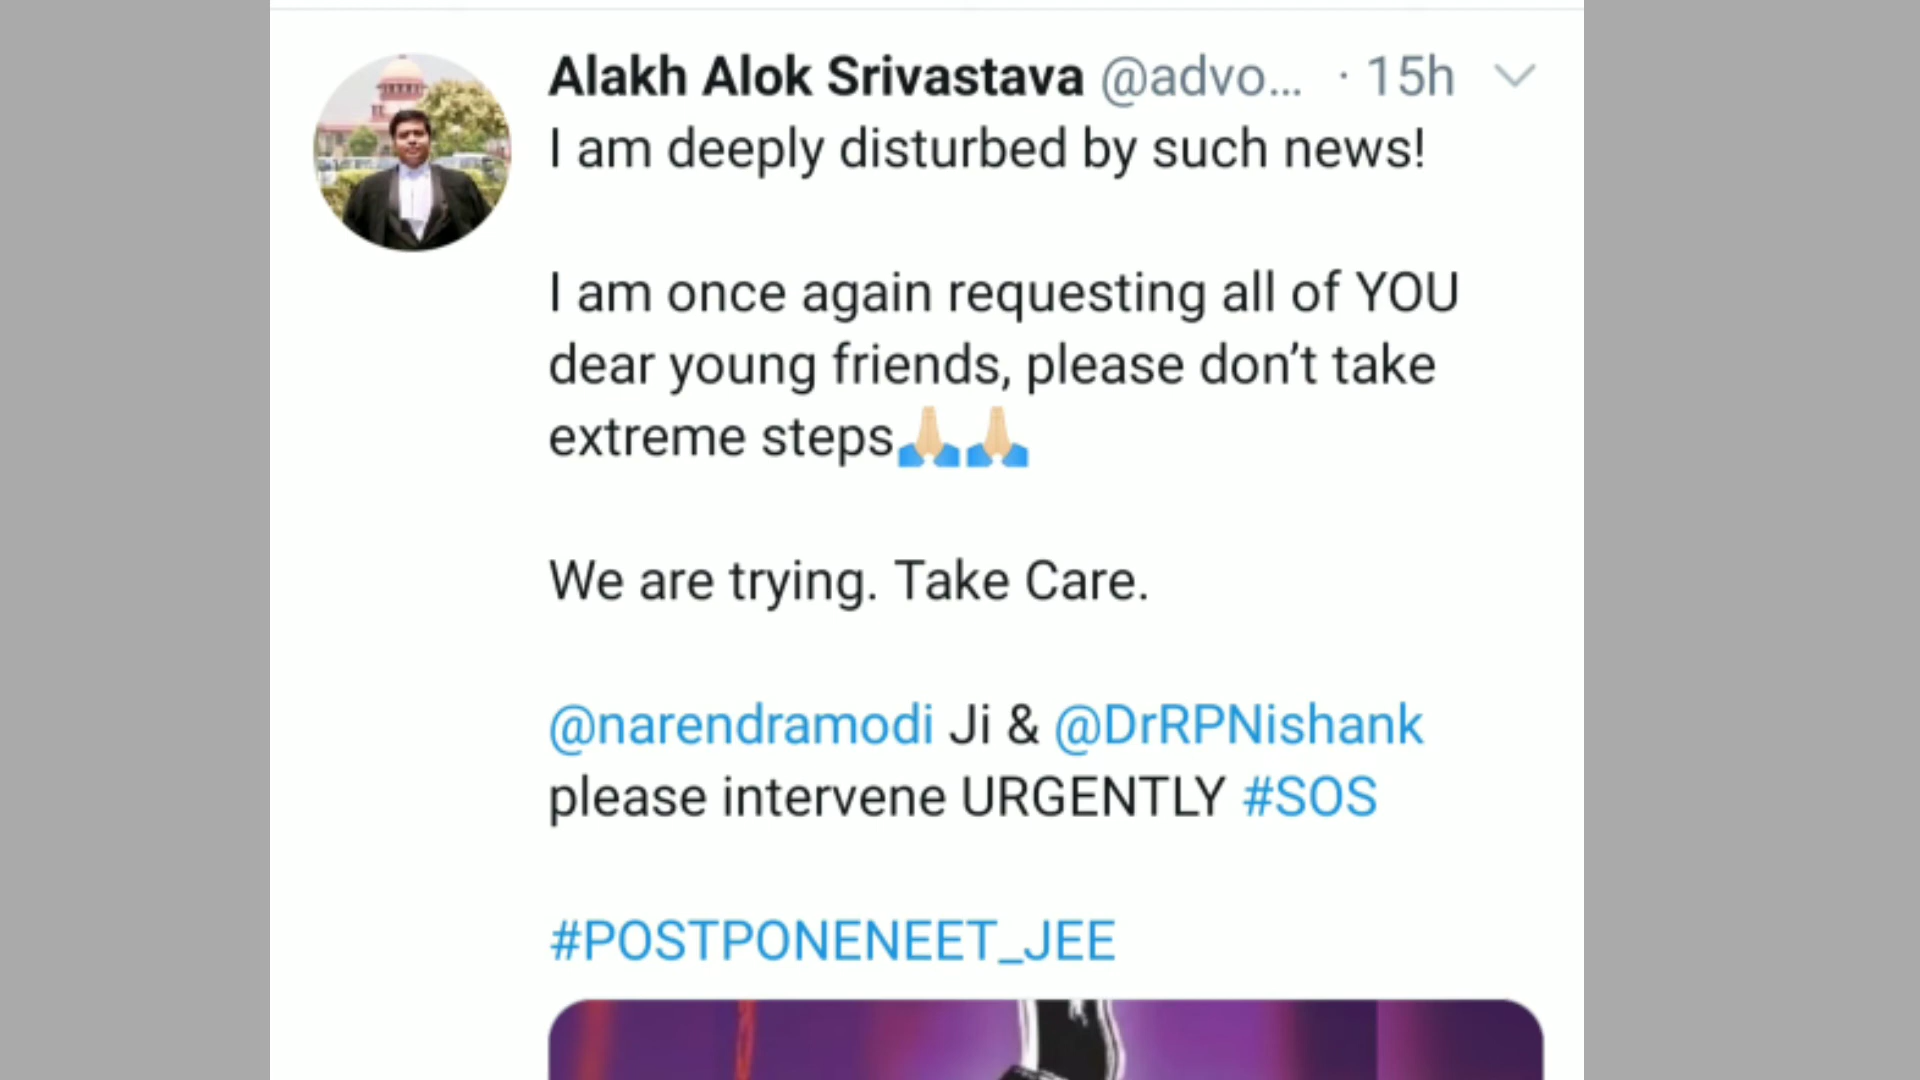 Alakh Alok Srivastava @advo... · 15h
I am deeply disturbed by such news!
I am once again requesting all of YOU
dear young friends, please don’t take
extreme steps🙏🏼🙏🏼
We are trying. Take Care.
@narendramodi Ji & @DrRPNishank
please intervene URGENTLY #SOS
#POSTPONENEET_JEE